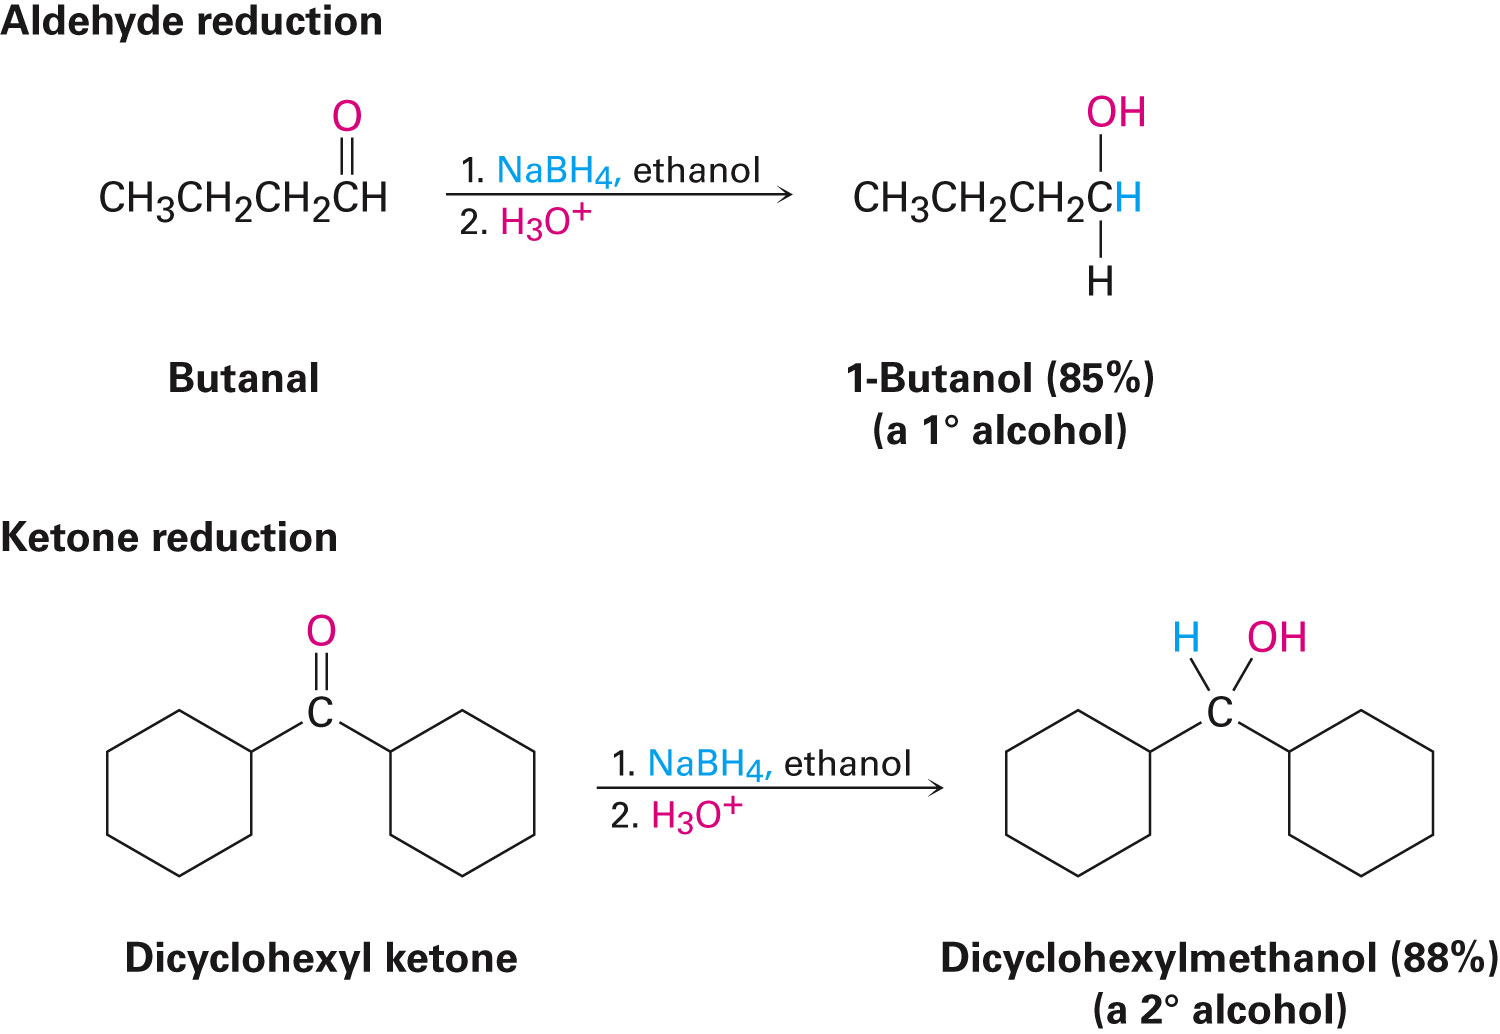 Aldehyde reduction
O
OH
1. NaBH4, ethanol
CH3CH2CH2CH
CH3CH2CH2CH
2. H3O+
H
Butanal
1-Butanol (85%)
(a 1° alcohol)
Ketone reduction
O
H OH
C
C
1. NaBH4, ethanol
2. H3O+
Dicyclohexyl ketone
Dicyclohexylmethanol (88%)
(a 2° alcohol)